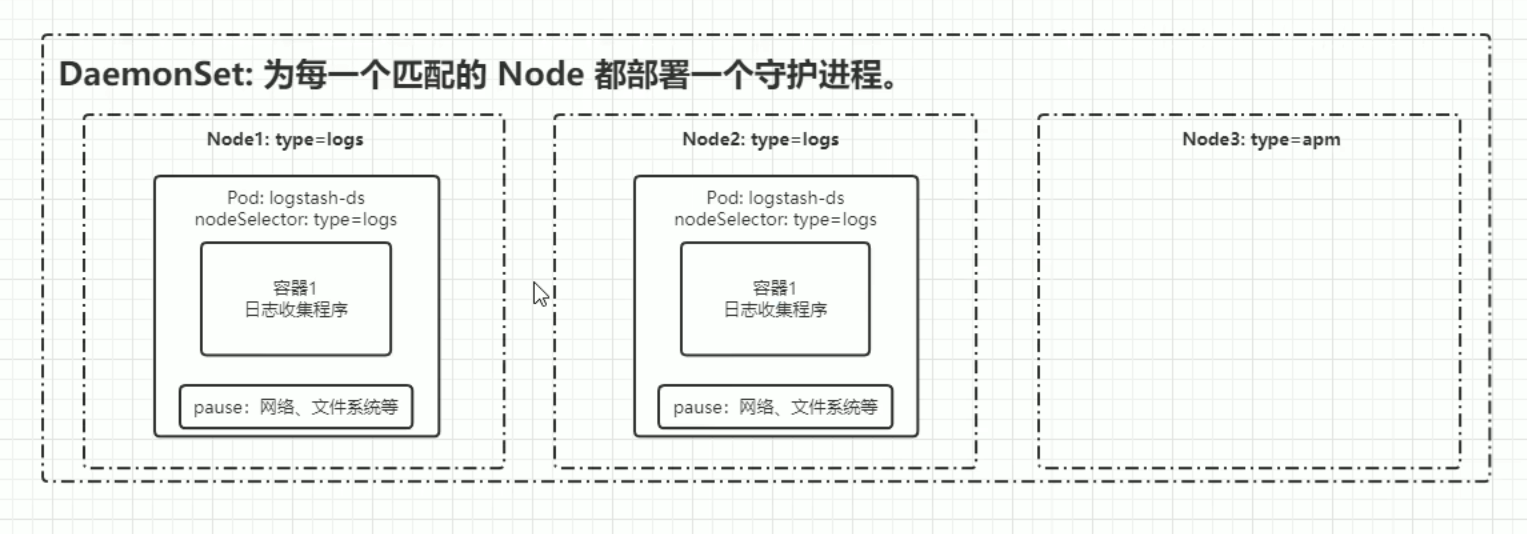 DaemonSet: 为每一个匹配的 Node 都部署一个守护进程。
Node1: type=logs
Pod: logstash-ds
nodeSelector: type=logs
容器1
日志收集程序
pause：网络、文件系统等
Node2: type=logs
Pod: logstash-ds
nodeSelector: type=logs
容器1
日志收集程序
pause：网络、文件系统等
Node3: type=apm